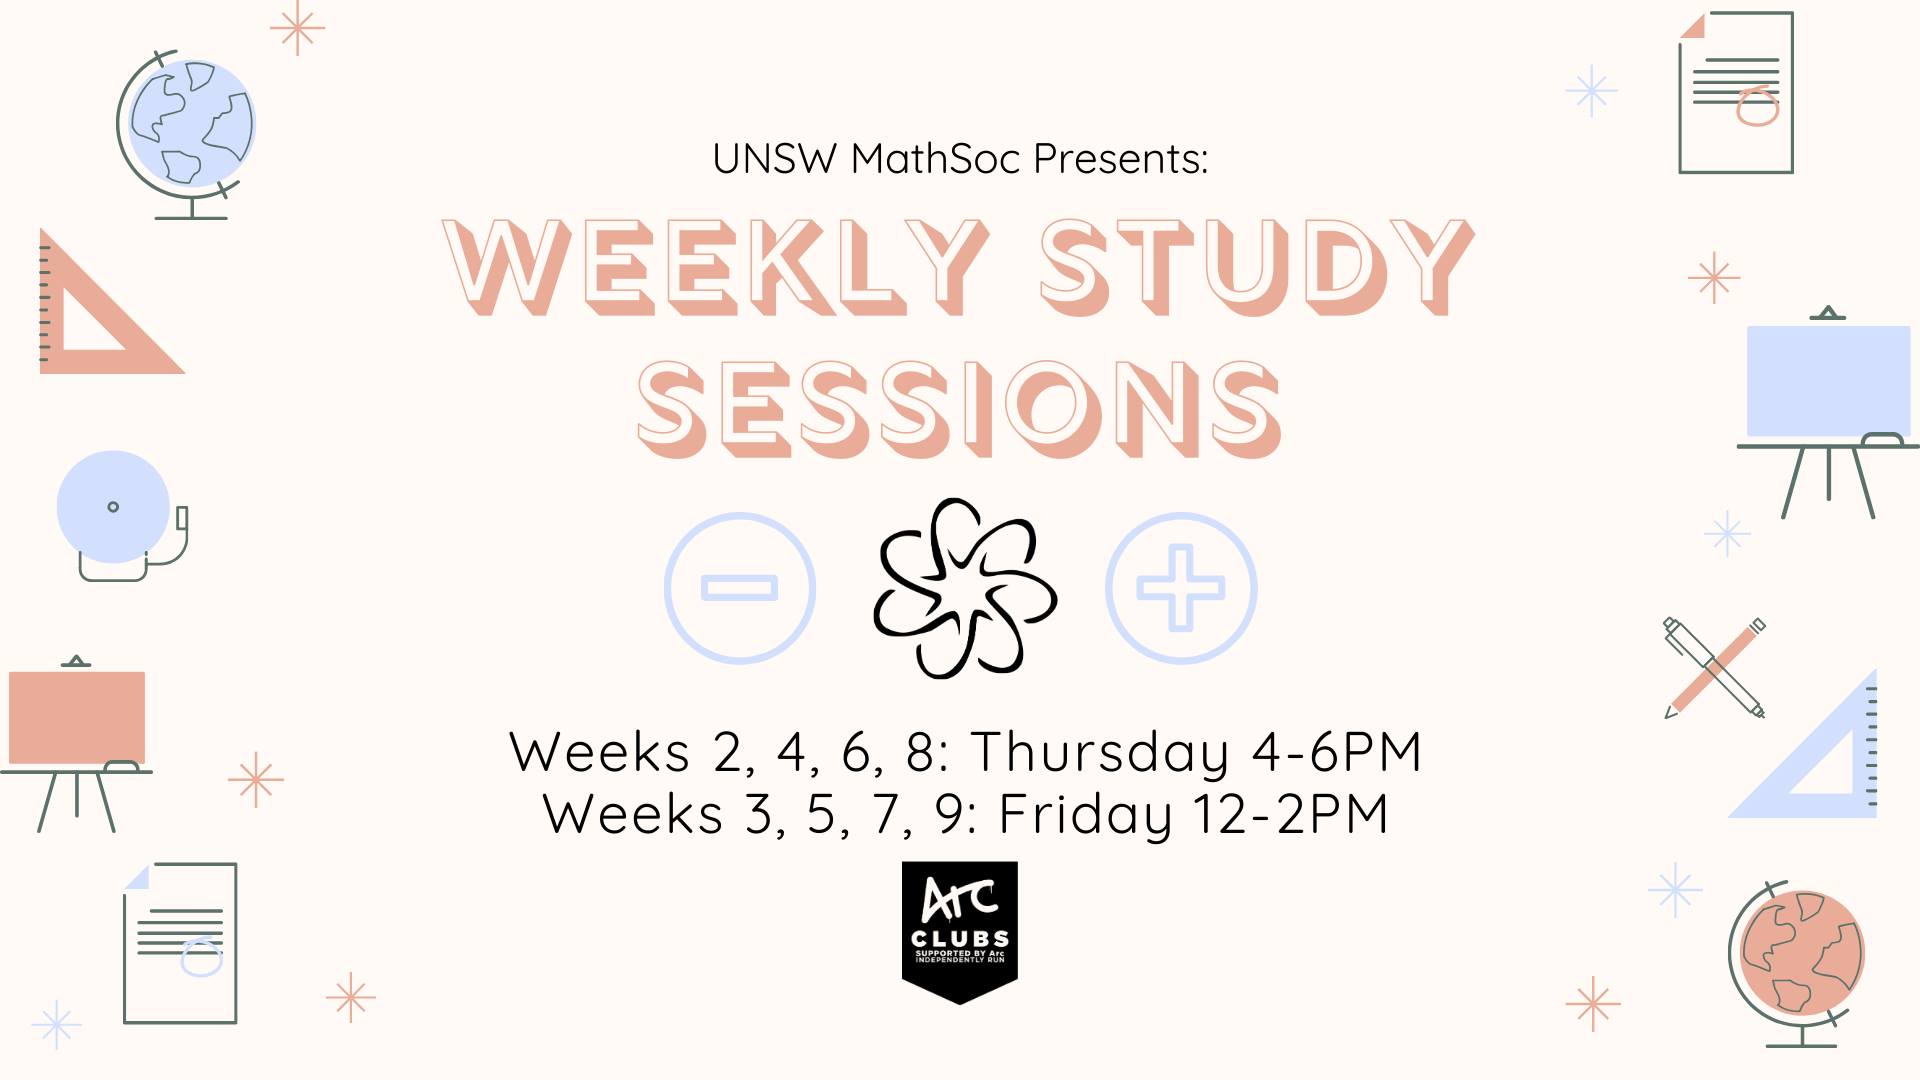 UNSW MathSoc Presents:
WEEKLY STUDY
SESSIONS
Weeks 2, 4, 6, 8: Thursday 4-6PM
Weeks 3, 5, 7, 9: Friday 12-2PM
Arc
CLUBS
SUPPORTED BY Arc
INDEPENDENTLY RUN